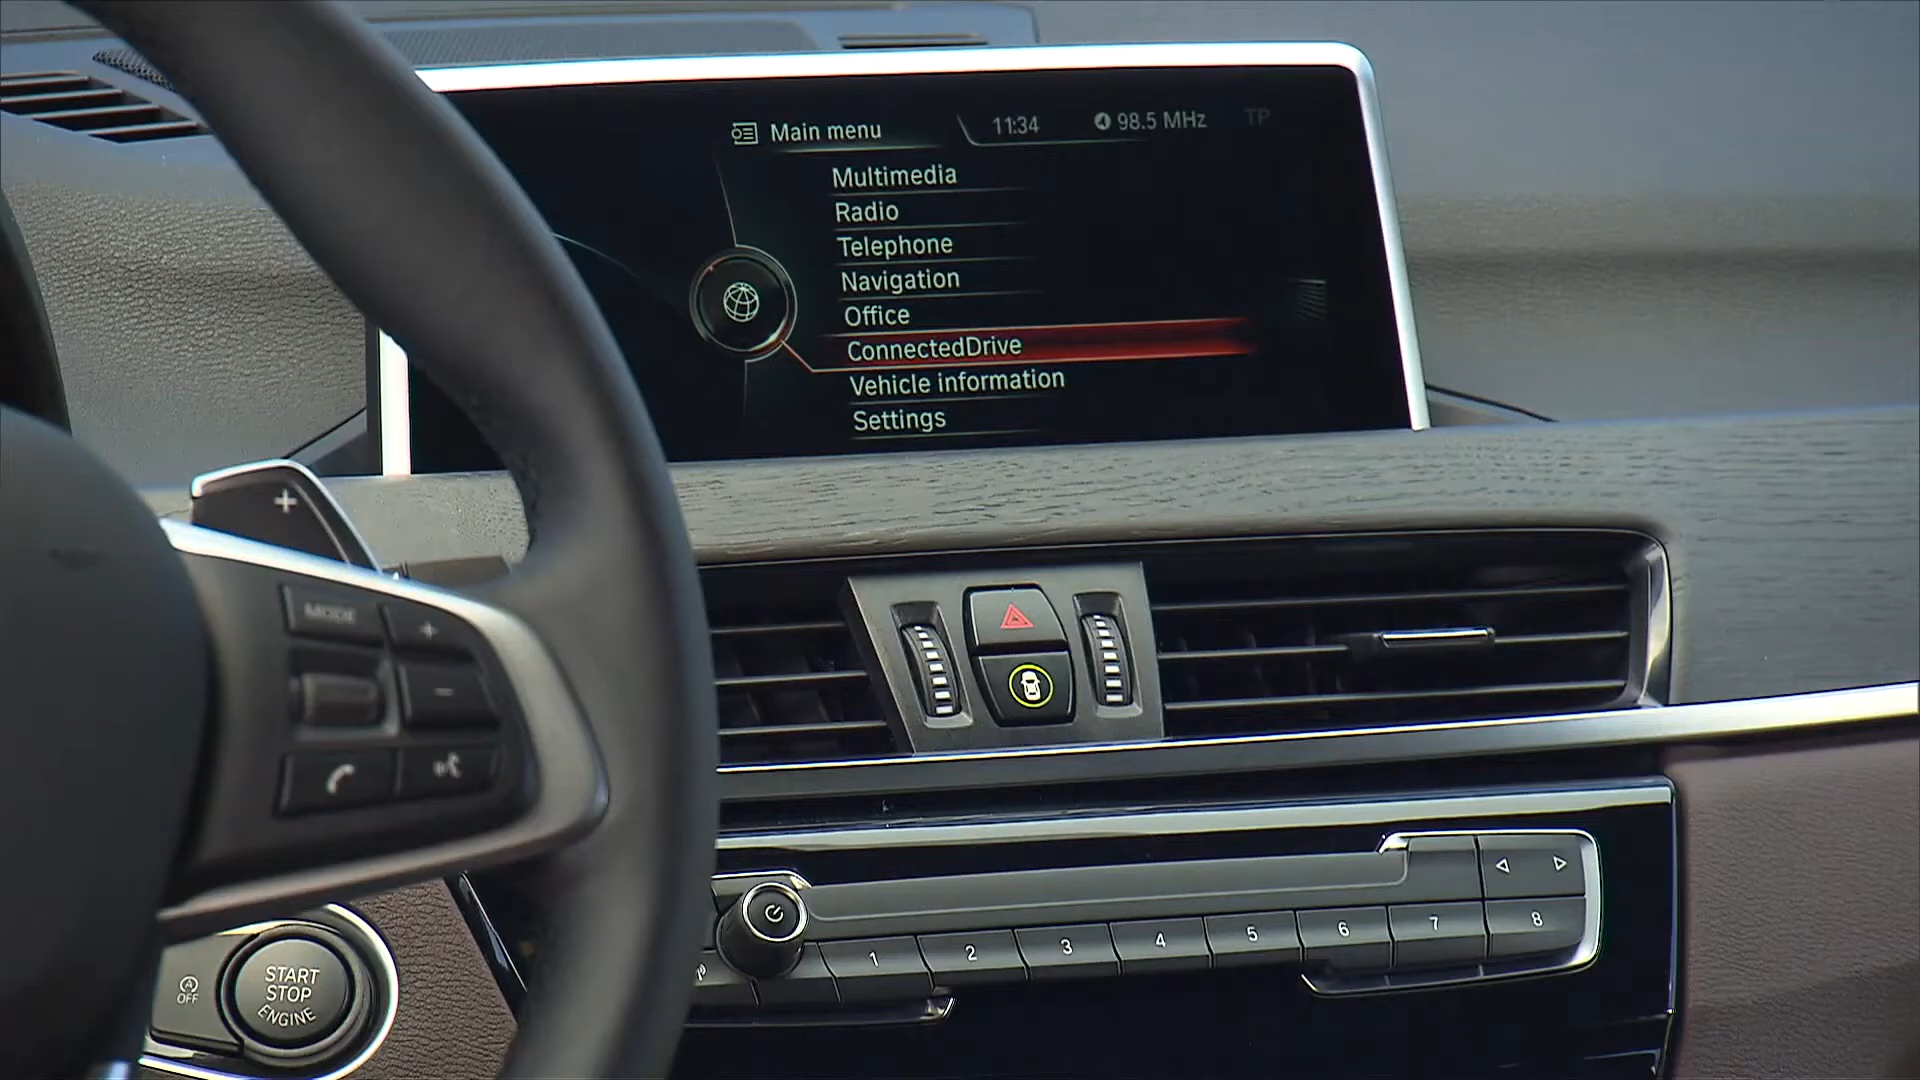 Main menu
11:34
98.5 MHz
TP
Multimedia
Radio
Telephone
Navigation
Office
ConnectedDrive
Vehicle information
Settings
+
MODE
+
-
1
2
3
4
5
6
7
8
A
OFF
START
STOP
ENGINE